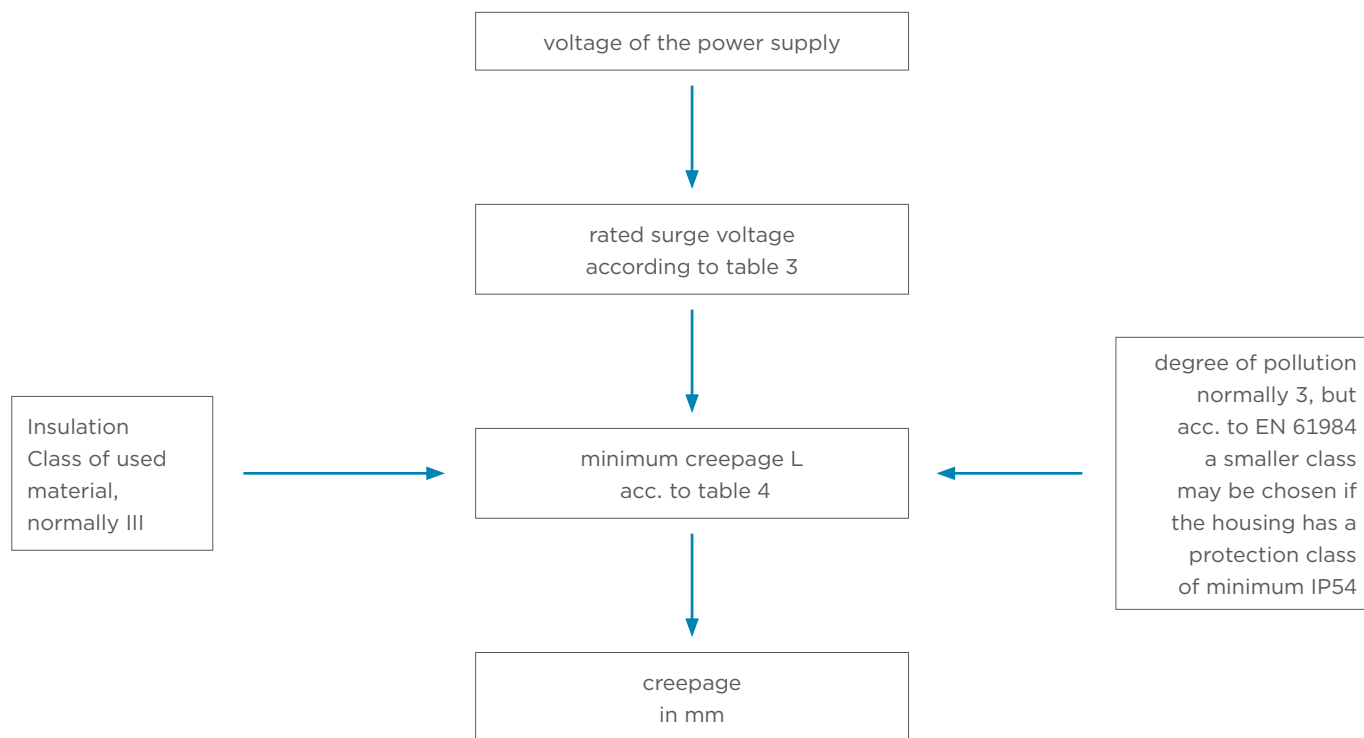 voltage of the power supply
rated surge voltage
according to table 3
Insulation
Class of used
material,
normally III
minimum creepage L
acc. to table 4
degree of pollution
normally 3, but
acc. to EN 61984
a smaller class
may be chosen if
the housing has a
protection class
of minimum IP54
creepage
in mm